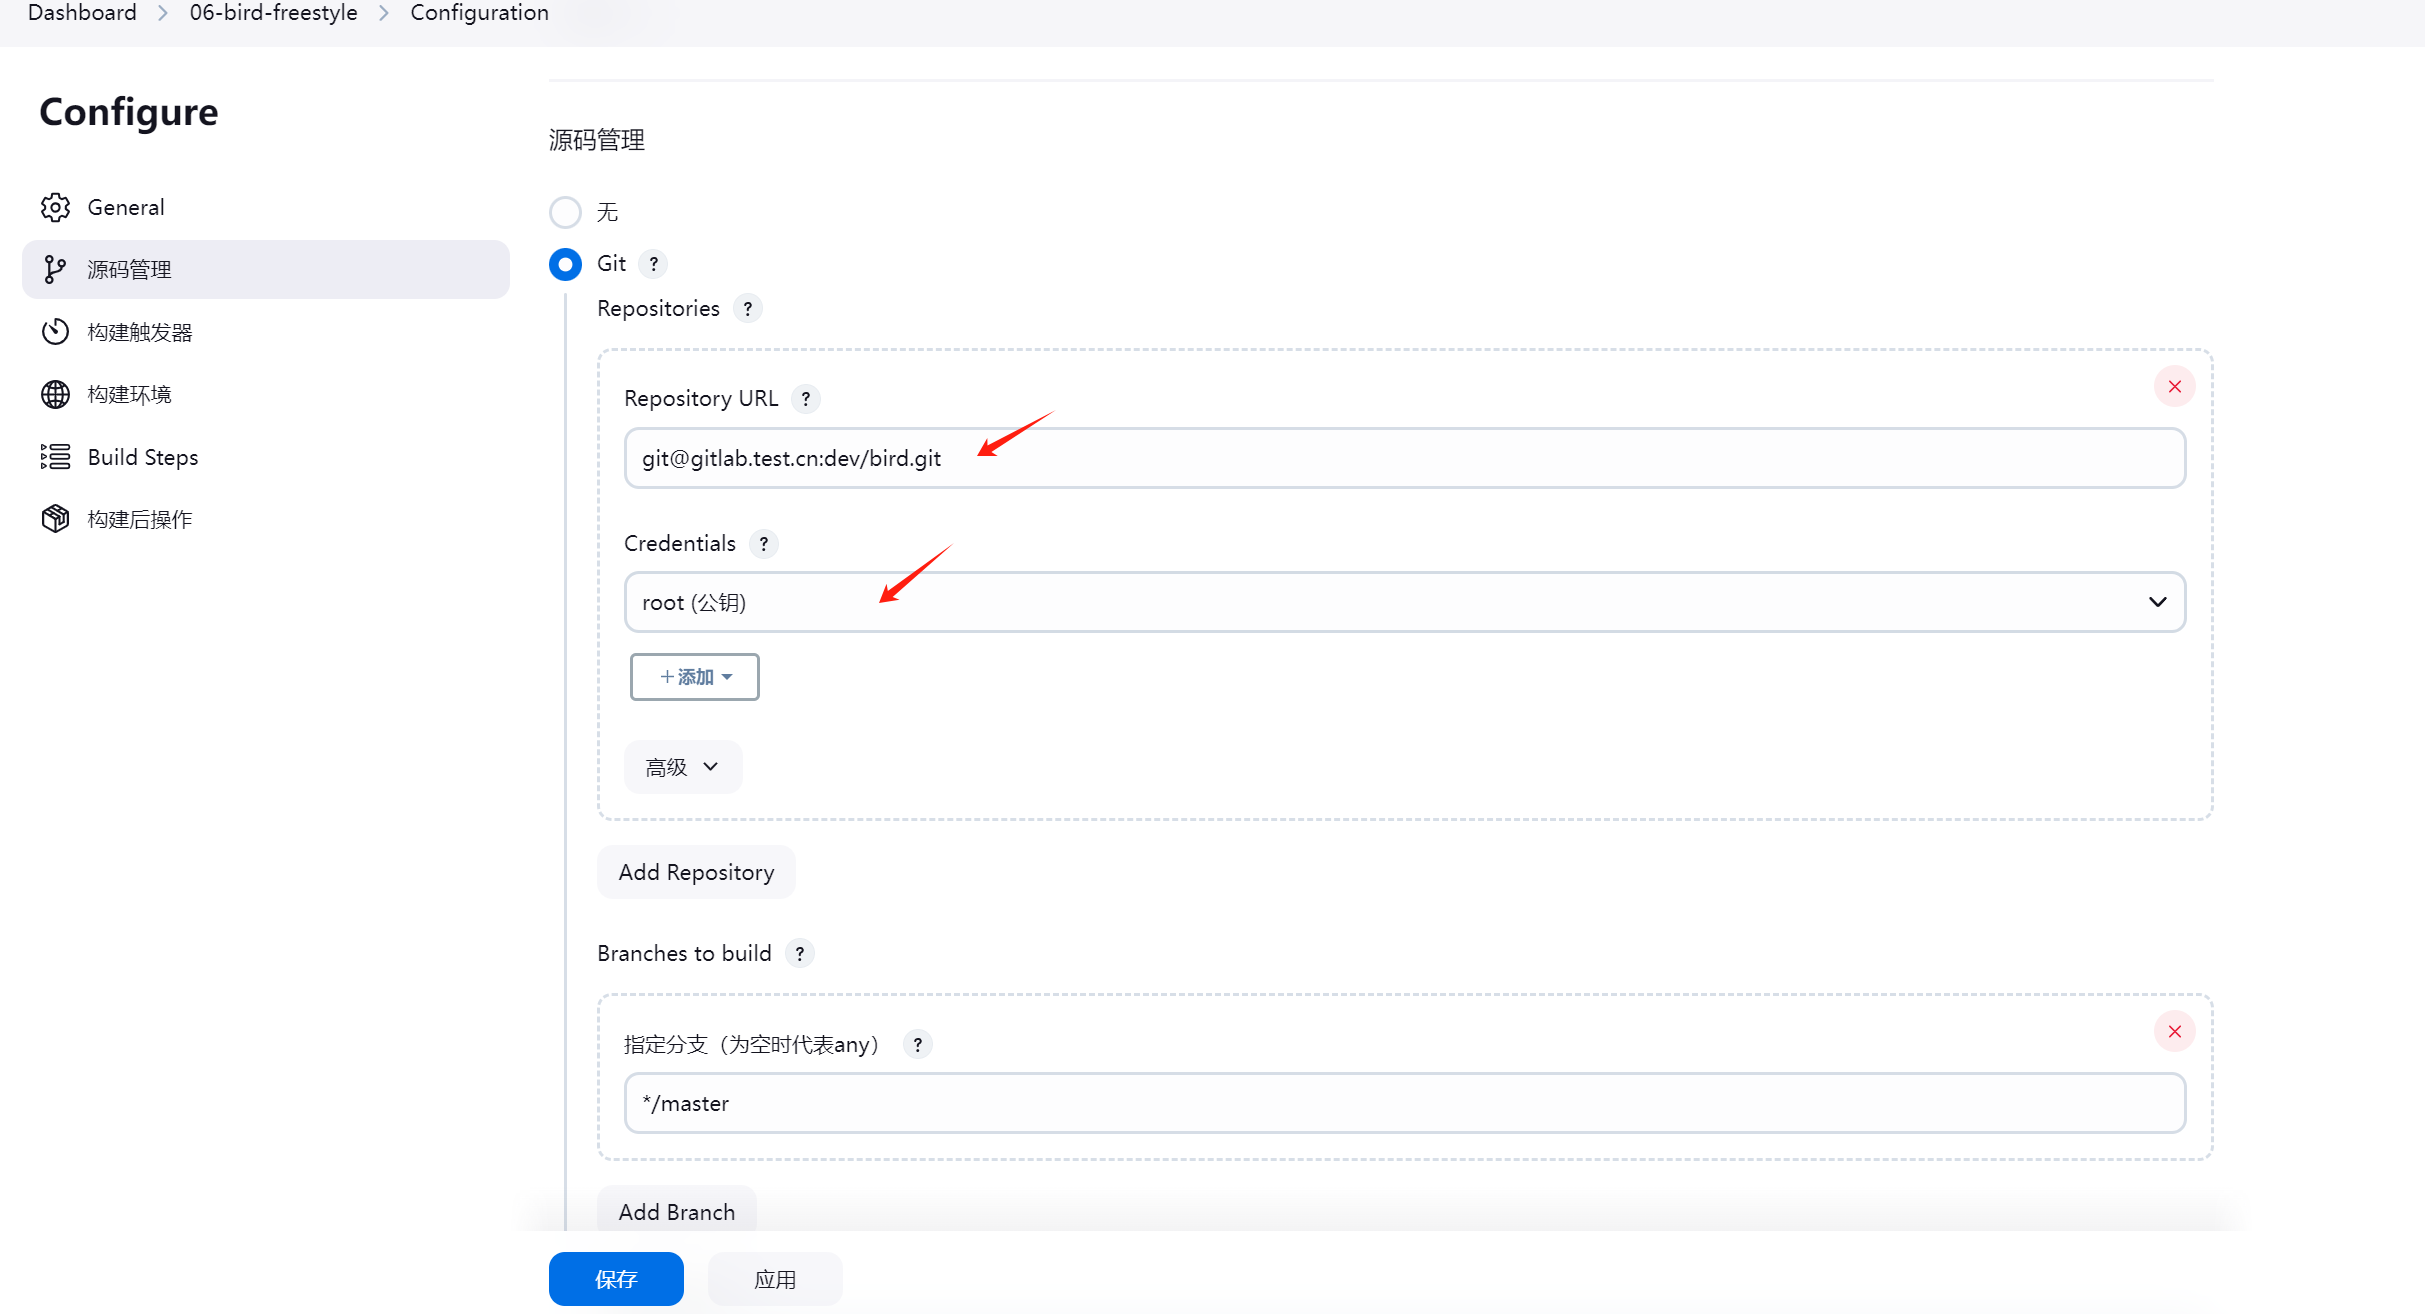 Dashboard > 06-bird-freestyle > Configuration
Configure
General
源码管理
构建触发器
构建环境
Build Steps
构建后操作
源码管理
无
Git ?
Repositories ?
Repository URL ?
git@gitlab.test.cn:dev/bird.git
Credentials ?
root (公钥)
+添加
高级
Add Repository
Branches to build ?
指定分支（为空时代表any） ?
*/master
Add Branch
保存 应用